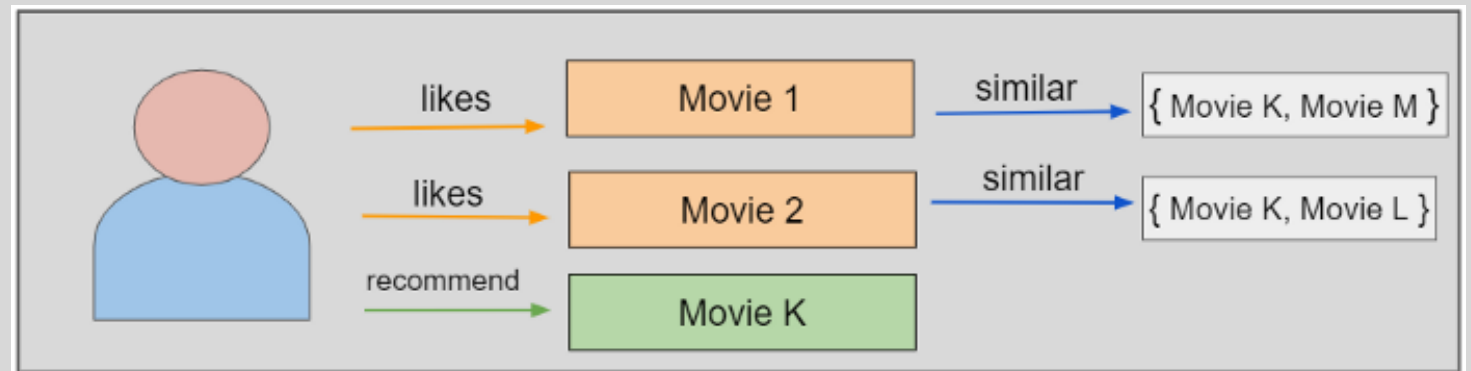 likes
Movie 1
similar
{ Movie K, Movie M }
likes
Movie 2
similar
{ Movie K, Movie L }
recommend
Movie K